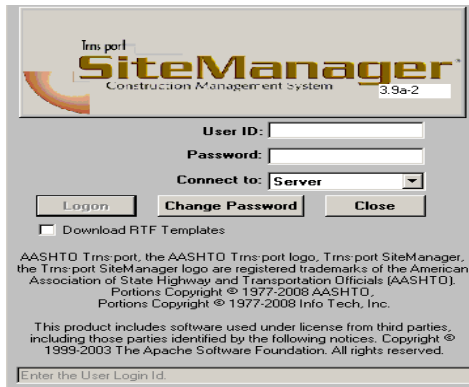 Trns·port
SiteManager
Construction Management System
3.9a-2
User ID:
Password:
Connect to: Server
Logon Change Password Close
Download RTF Templates
AASHTO Trns·port, the AASHTO Trns·port logo, Trns·port SiteManager,
the Trns·port SiteManager logo are registered trademarks of the American
Association of State Highway and Transportation Officials (AASHTO).
Portions Copyright © 1977-2008 AASHTO,
Portions Copyright © 1977-2008 Info Tech, Inc.
This product includes software used under license from third parties,
including those parties identified by the following notices. Copyright ©
1999-2003 The Apache Software Foundation. All rights reserved.
Enter the User Login Id.